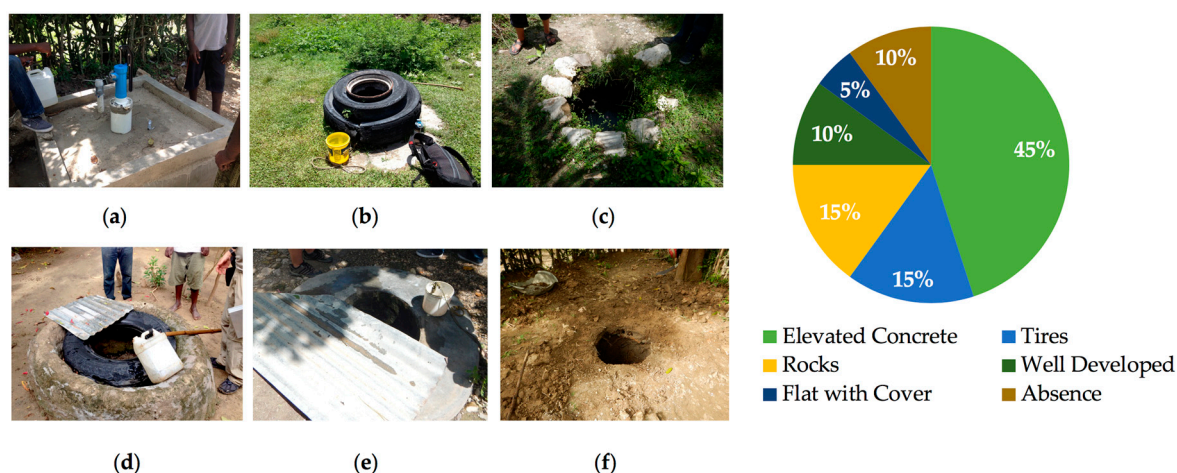 (a)
(b)
(c)
(d)
(e)
(f)
10%
5%
10%
45%
15%
15%
Elevated Concrete
Tires
Rocks
Well Developed
Flat with Cover
Absence